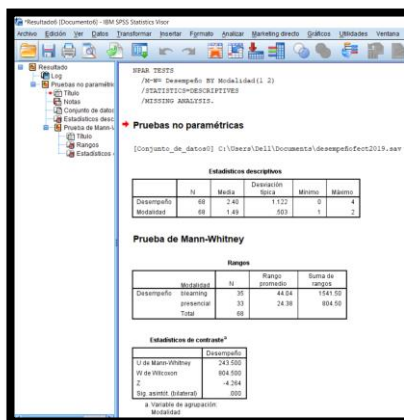 *Resultado6 [Documento6] - IBM SPSS Statistics Visor
Archivo Edición Ver Datos Transformar Insertar Formato Analizar Marketing directo Gráficos Utilidades Ventana
Resultado
Log
Pruebas no paramétric
Título
Notas
Conjunto de datos
Estadísticos desc
Prueba de Mann-
Título
Rangos
Estadísticos
NPAR TESTS
/M-W= Desempeño BY Modalidad(1 2)
/STATISTICS=DESCRIPTIVES
/MISSING ANALYSIS.
Pruebas no paramétricas
[Conjunto_de_datos0] C:\Users\Dell\Documents\desempeñofect2019.sav
Estadísticos descriptivos
N Media Desviación típica Mínimo Máximo
Desempeño 68 2.40 1.122 0 4
Modalidad 68 1.49 .503 1 2
Prueba de Mann-Whitney
Rangos
Modalidad N Rango promedio Suma de rangos
Desempeño blearning 35 44.04 1541.50
presencial 33 24.38 804.50
Total 68
Estadísticos de contraste a
Desempeño
U de Mann-Whitney 243.500
W de Wilcoxon 804.500
Z -4.264
Sig. asintót. (bilateral) .000
a. Variable de agrupación:
Modalidad